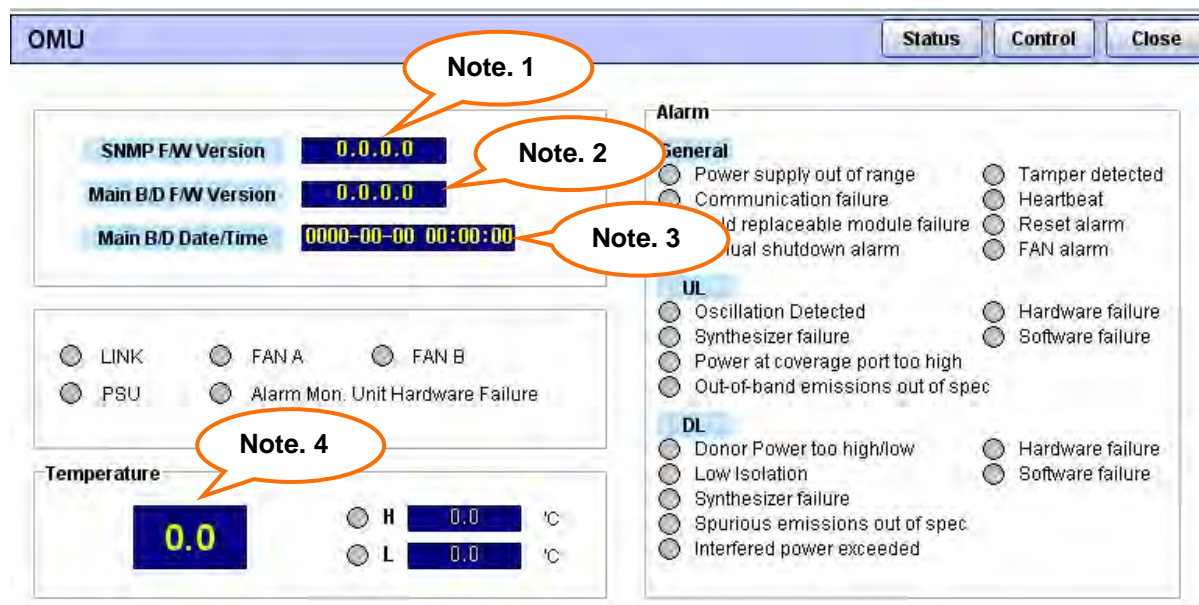 OMU
Status
Control
Close
Note. 1
SNMP F/W Version
0.0.0.0
Note. 2
Main B/D F/W Version
0.0.0.0
Main B/D Date/Time
0000-00-00 00:00:00
Note. 3
LINK
FAN A
FAN B
PSU
Alarm Mon. Unit Hardware Failure
Note. 4
Temperature
0.0
H
0.0
'C
L
0.0
'C
Alarm
General
Power supply out of range
Tamper detected
Communication failure
Heartbeat
replaceable module failure
Reset alarm
shutdown alarm
FAN alarm
UL
Oscillation Detected
Hardware failure
Synthesizer failure
Software failure
Power at coverage port too high
Out-of-band emissions out of spec
DL
Donor Power too high/low
Hardware failure
Low Isolation
Software failure
Synthesizer failure
Spurious emissions out of spec
Interfered power exceeded